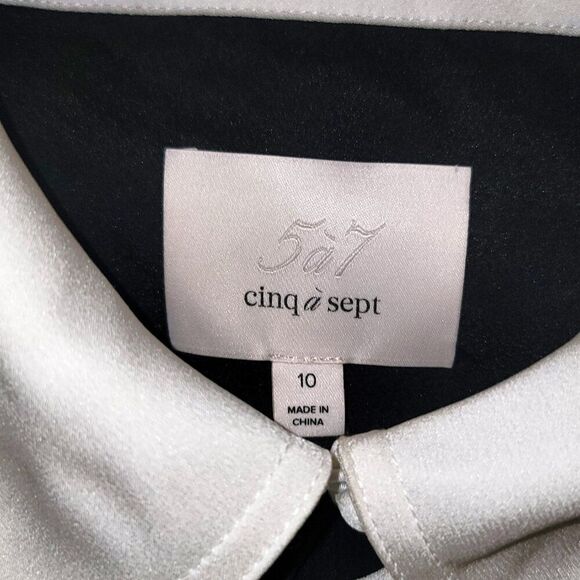 5à7
cinq à sept
10
MADE IN
CHINA